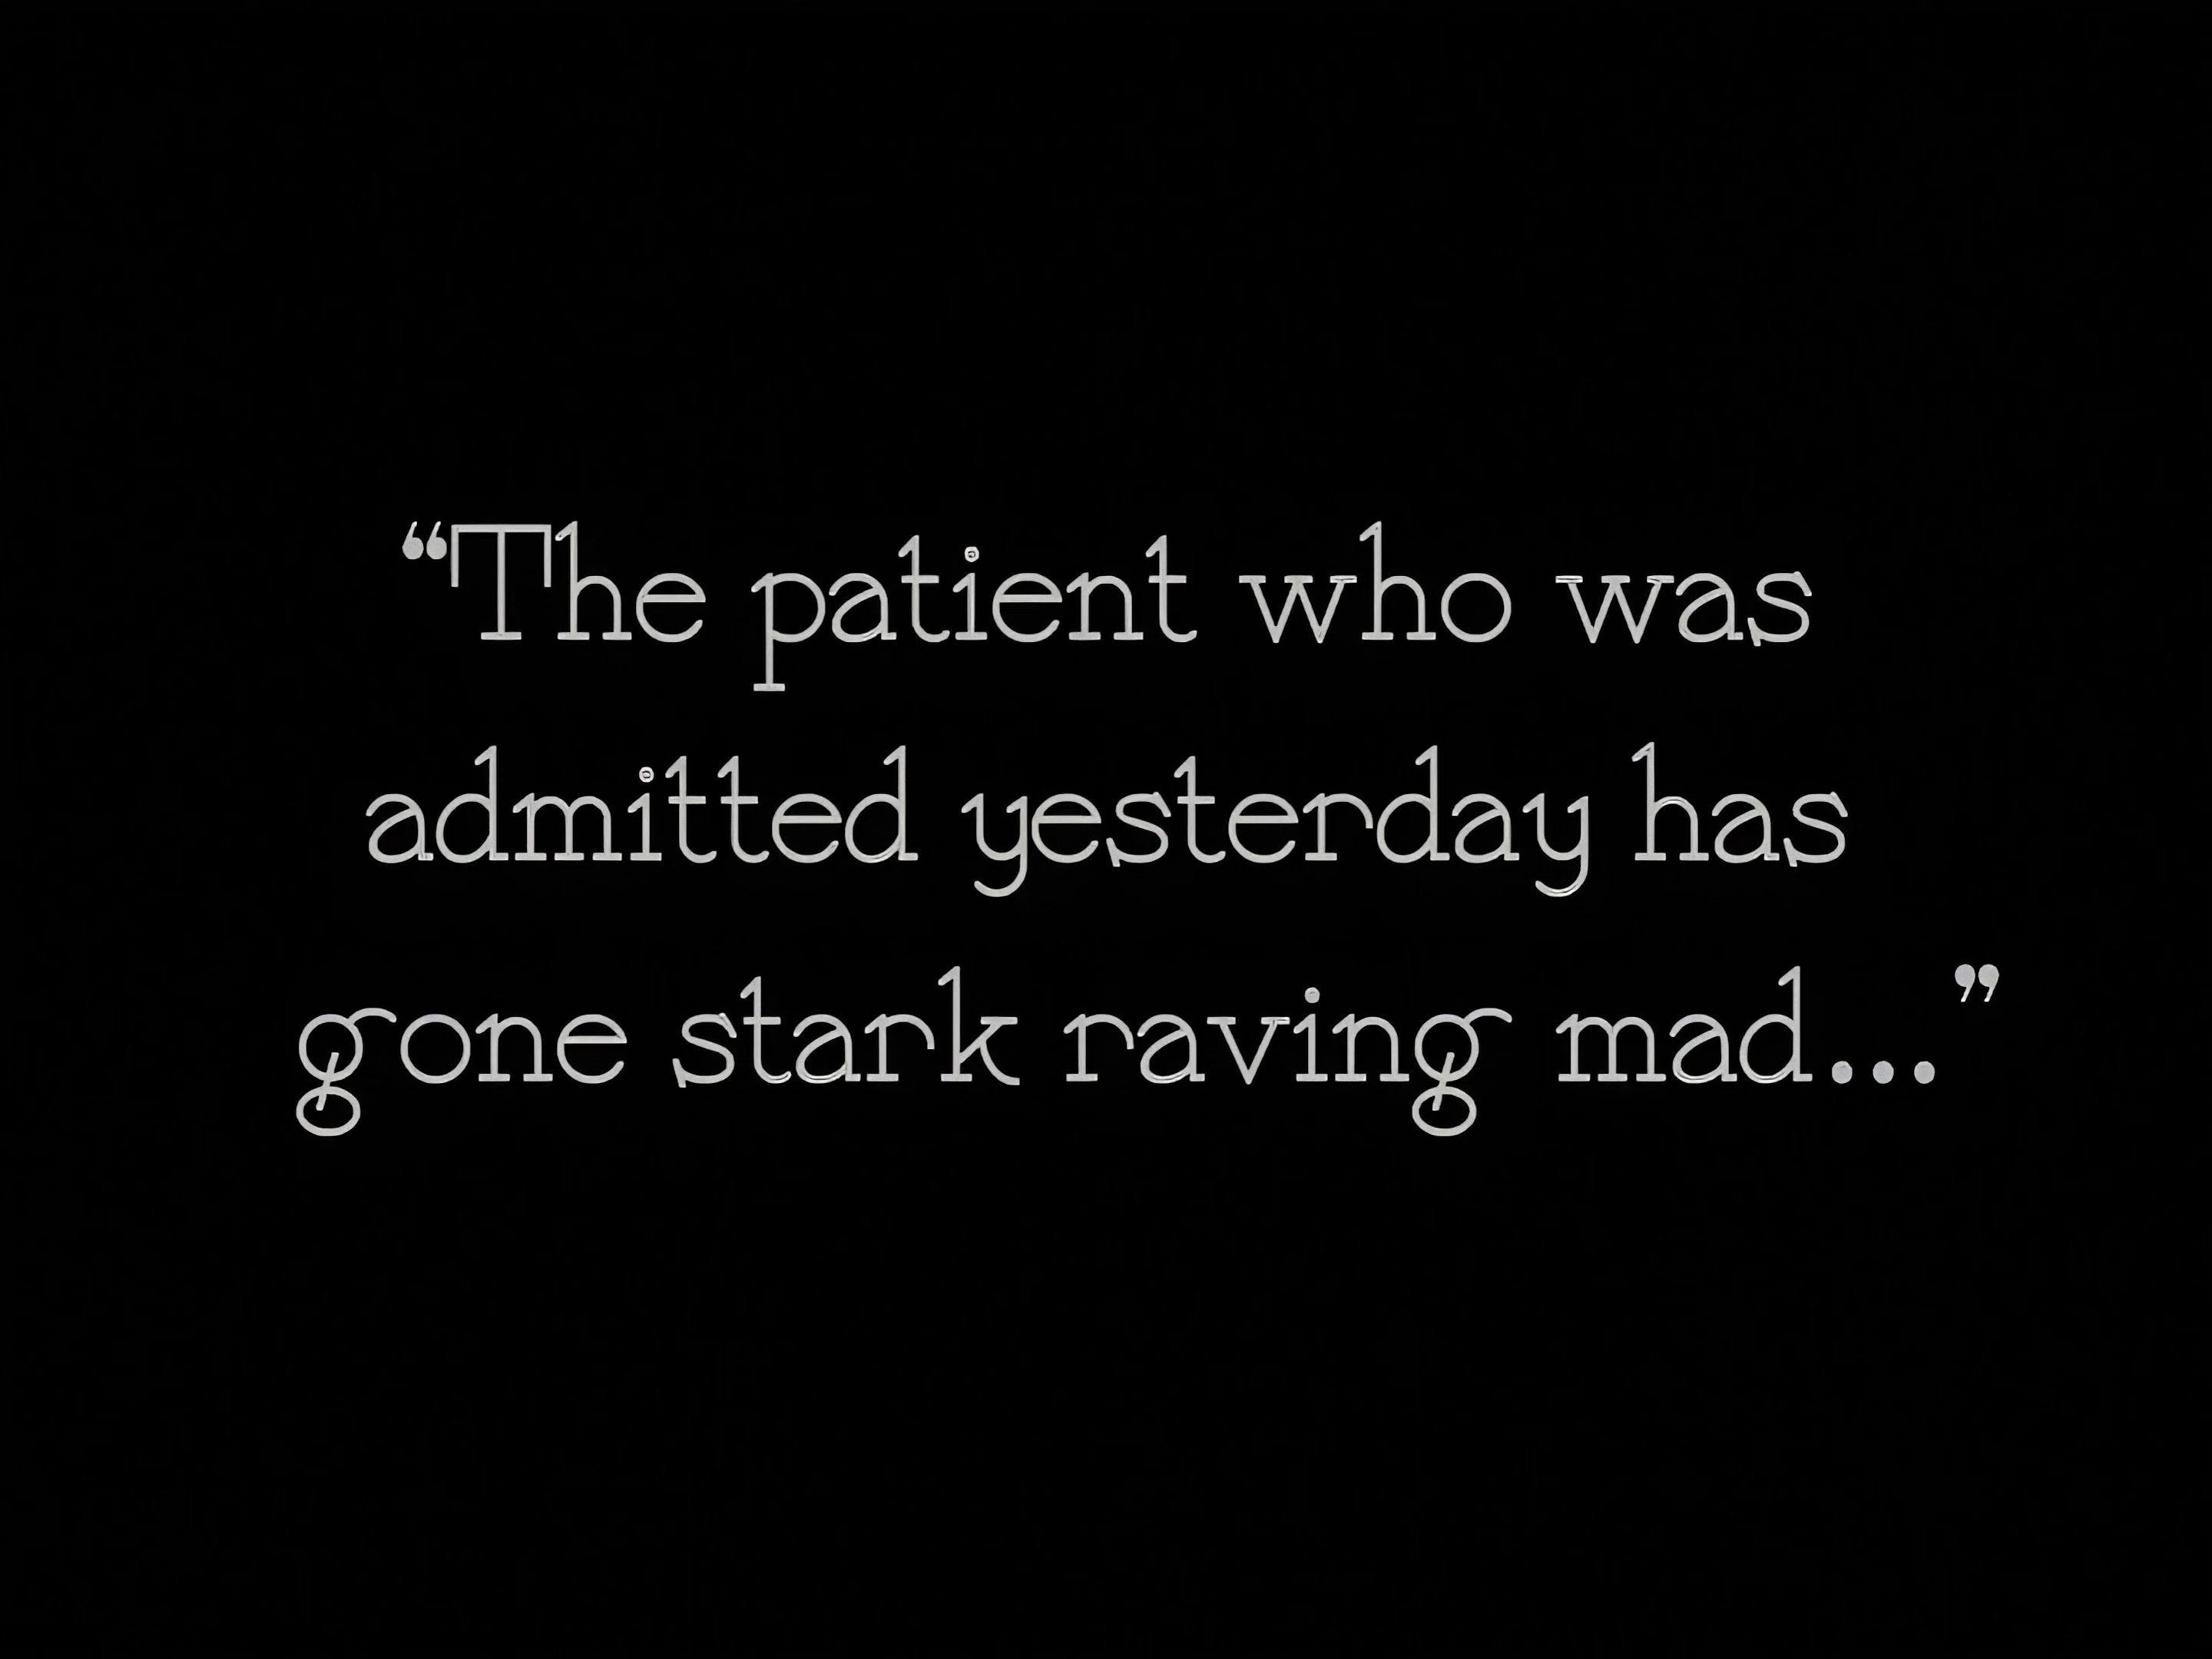 “The patient who was
admitted yesterday has
gone stark raving mad...”